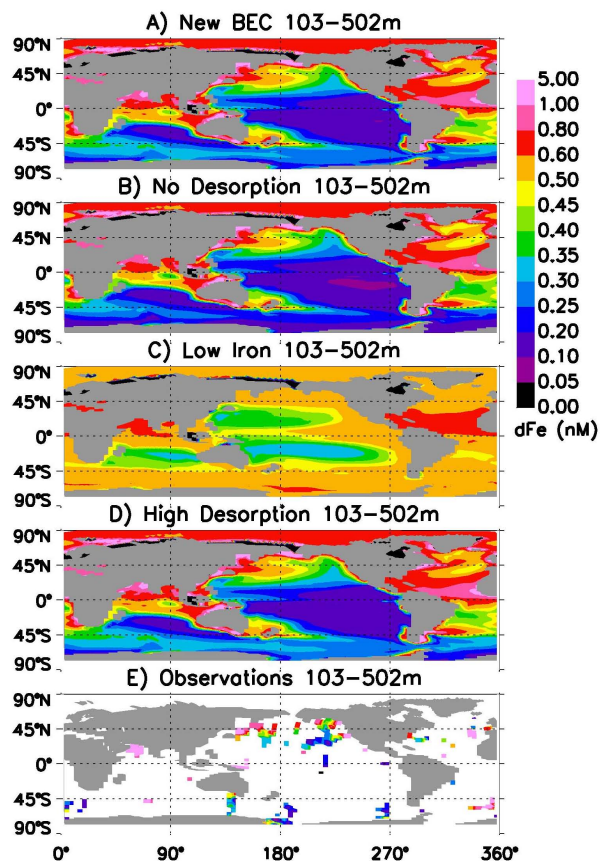 A) New BEC 103-502m
90°N
45°N
0°
45°S
90°S
B) No Desorption 103-502m
90°N
45°N
0°
45°S
90°S
C) Low Iron 103-502m
90°N
45°N
0°
45°S
90°S
D) High Desorption 103-502m
90°N
45°N
0°
45°S
90°S
E) Observations 103-502m
90°N
45°N
0°
45°S
90°S
0° 90° 180° 270° 360°
5.00
1.00
0.80
0.60
0.50
0.45
0.40
0.35
0.30
0.25
0.20
0.10
0.05
0.00
dFe (nM)